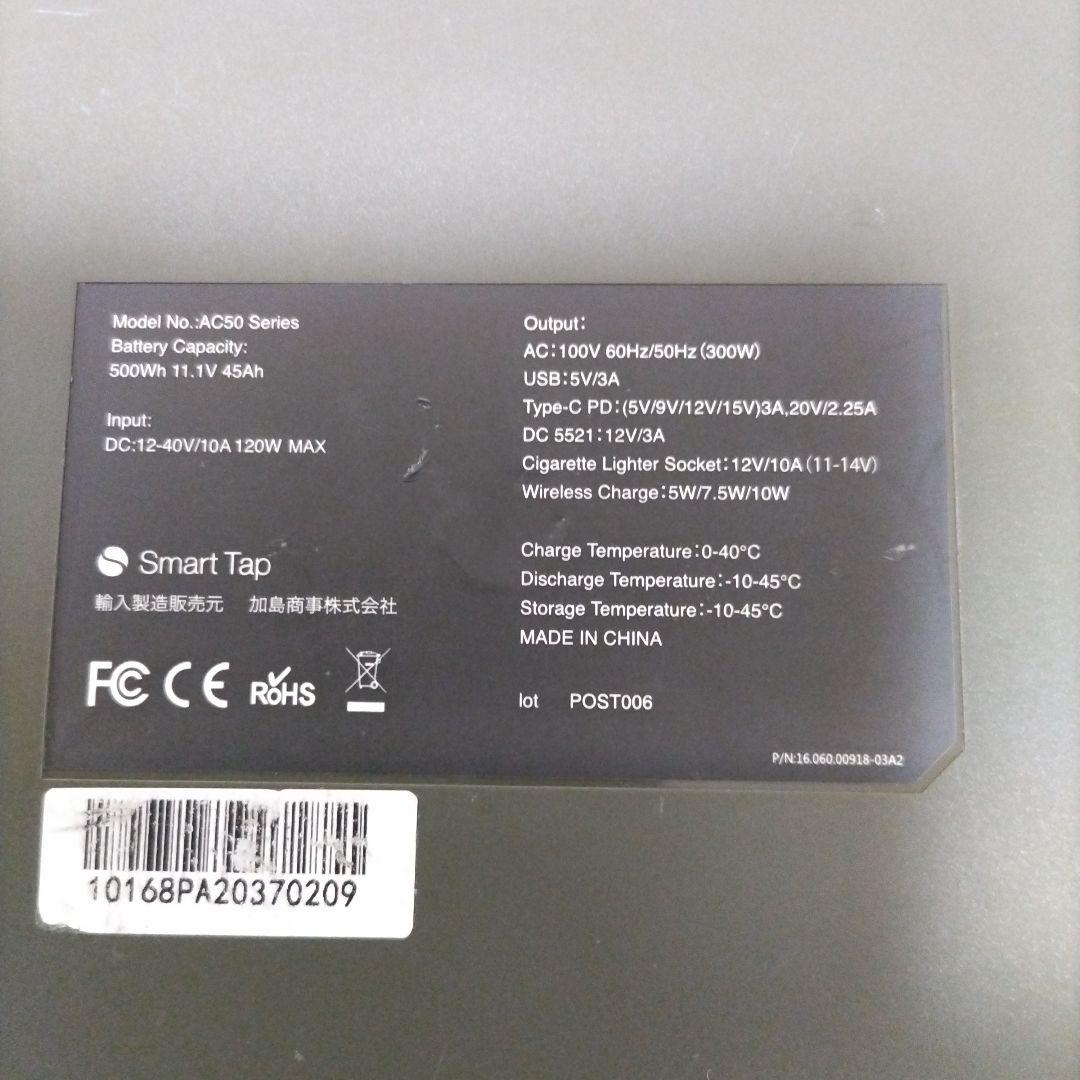 Model No.:AC50 Series
Battery Capacity:
500Wh 11.1V 45Ah
Input:
DC:12-40V/10A 120W MAX
Smart Tap
輸入製造販売元 加島商事株式会社
FC CE RoHS
Output:
AC:100V 60Hz/50Hz(300W)
USB:5V/3A
Type-C PD:(5V/9V/12V/15V)3A,20V/2.25A
DC 5521:12V/3A
Cigarette Lighter Socket:12V/10A(11-14V)
Wireless Charge:5W/7.5W/10W
Charge Temperature:0-40°C
Discharge Temperature:-10-45°C
Storage Temperature:-10-45°C
MADE IN CHINA
lot POST006
P/N:16.060.00918-03A2
10168PA20370209